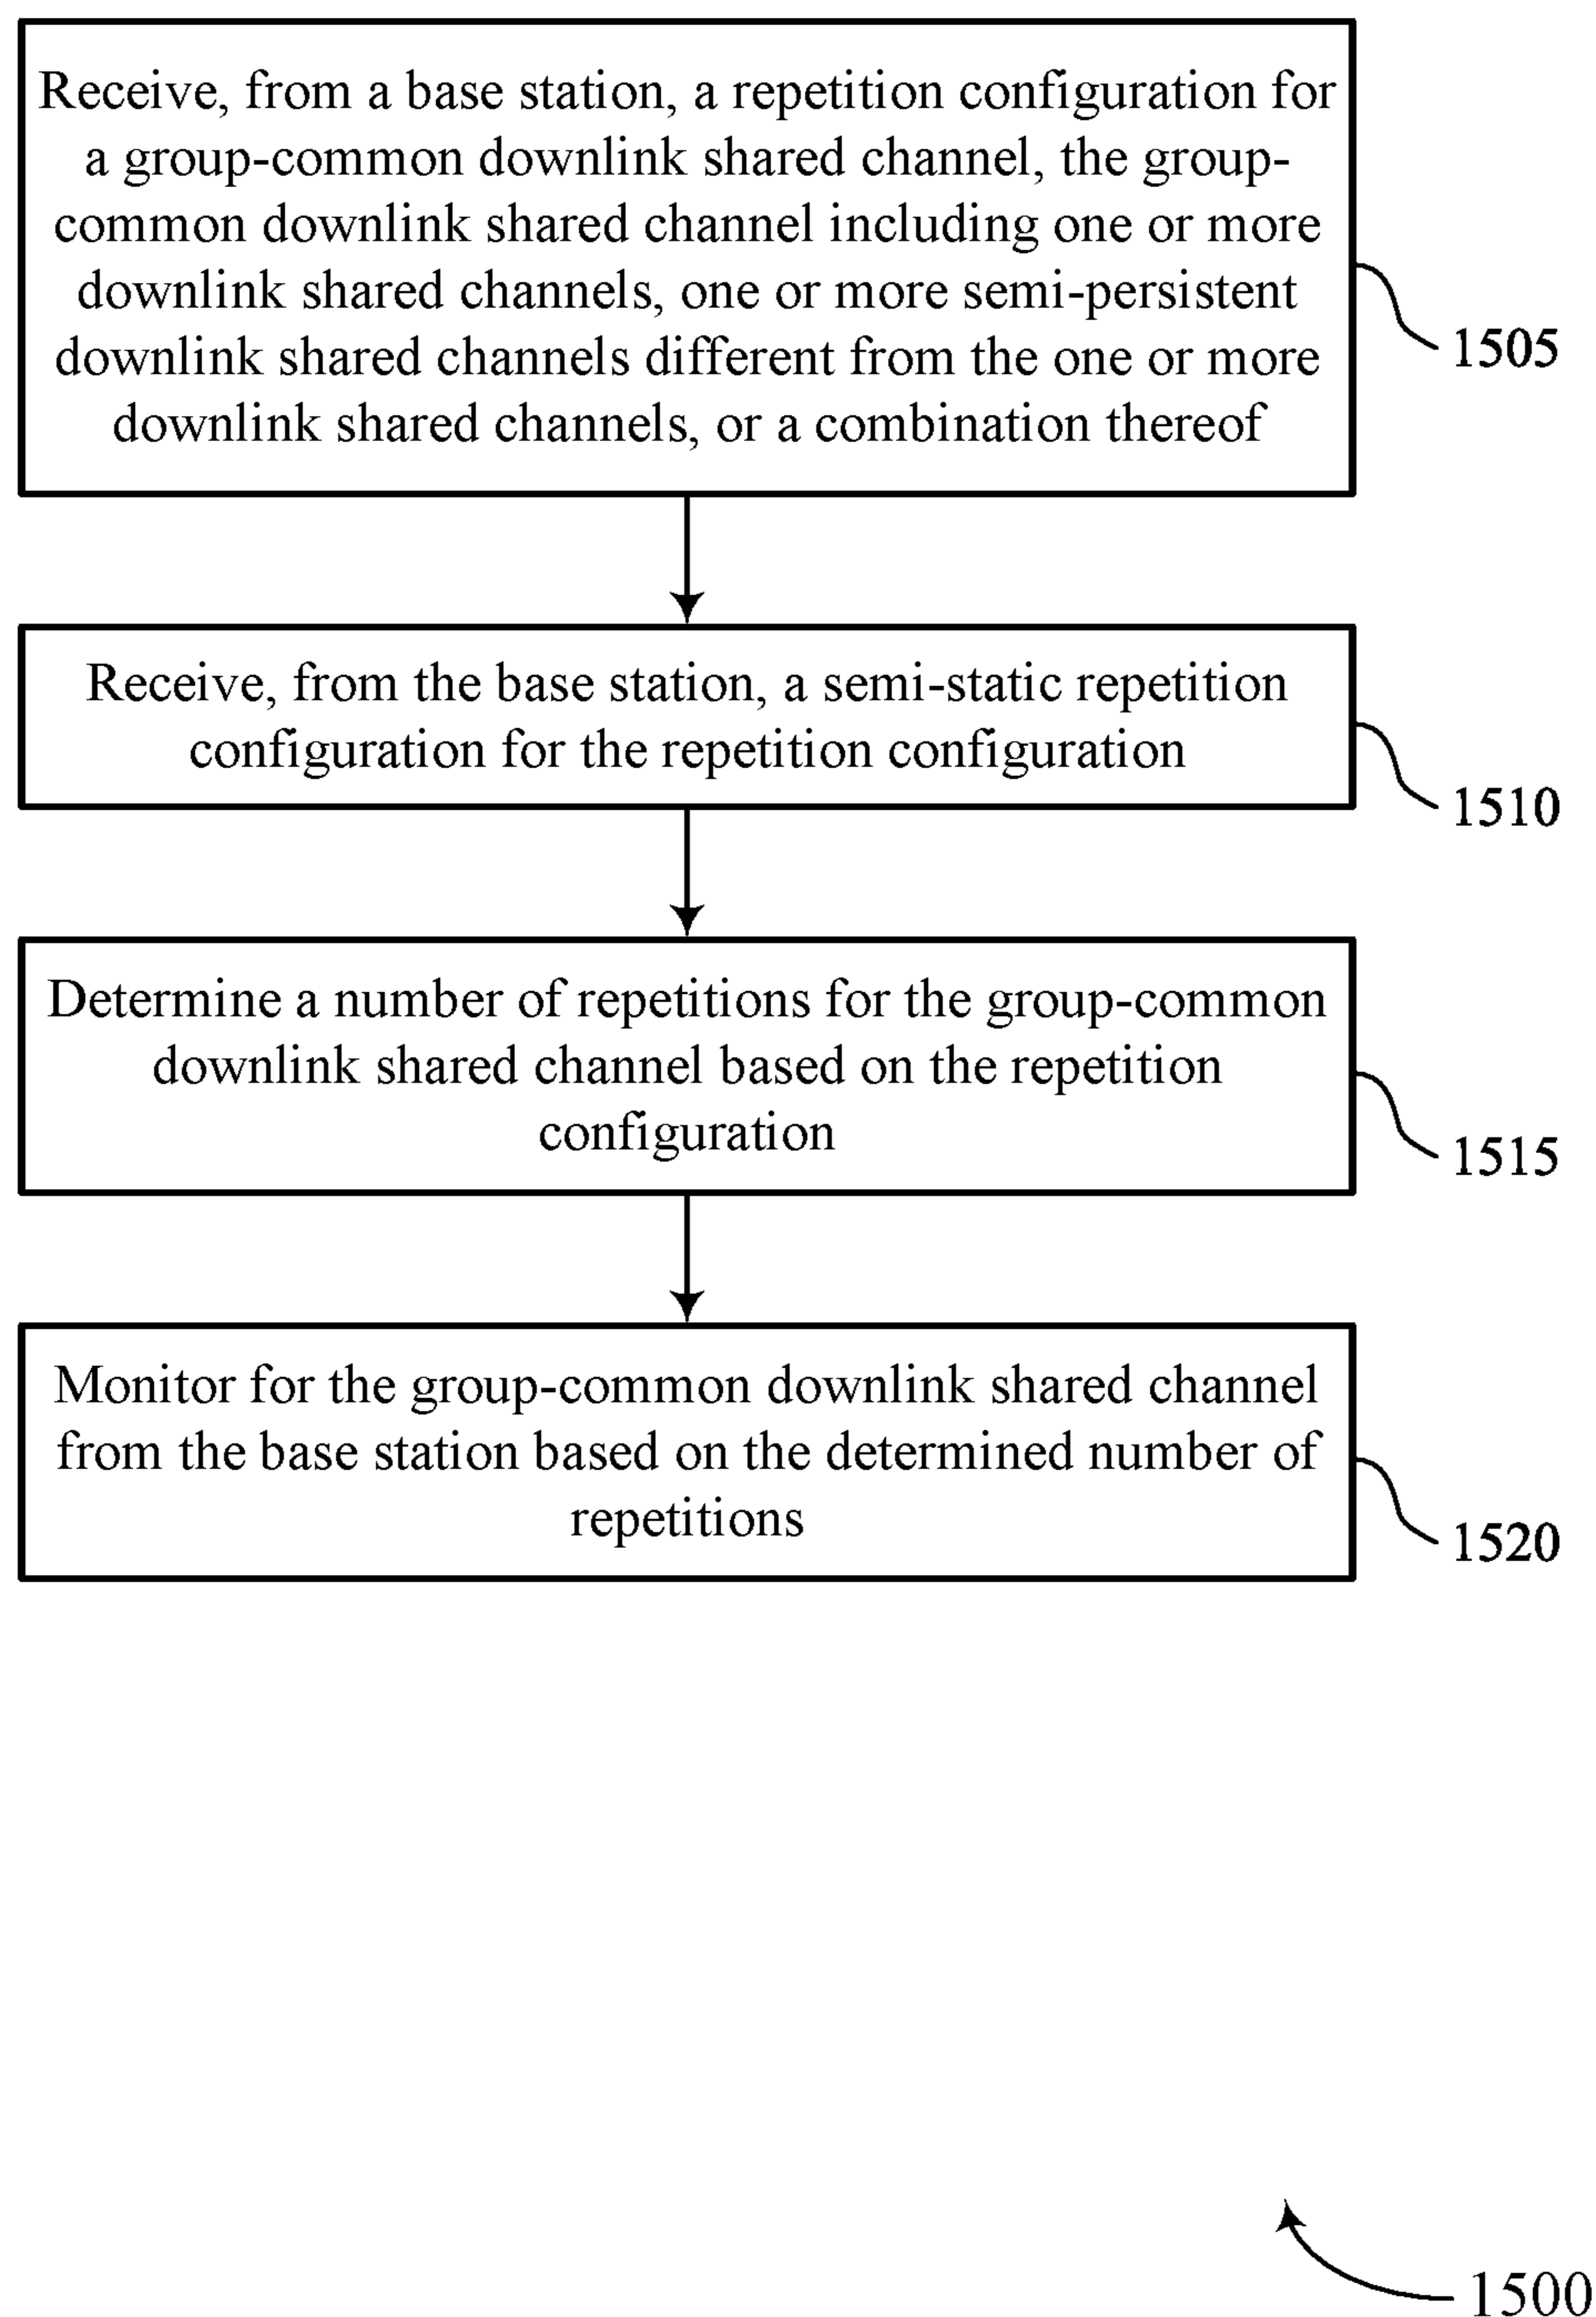 Receive, from a base station, a repetition configuration for
a group-common downlink shared channel, the group-
common downlink shared channel including one or more
downlink shared channels, one or more semi-persistent
downlink shared channels different from the one or more
downlink shared channels, or a combination thereof
1505
Receive, from the base station, a semi-static repetition
configuration for the repetition configuration
1510
Determine a number of repetitions for the group-common
downlink shared channel based on the repetition
configuration
1515
Monitor for the group-common downlink shared channel
from the base station based on the determined number of
repetitions
1520
1500